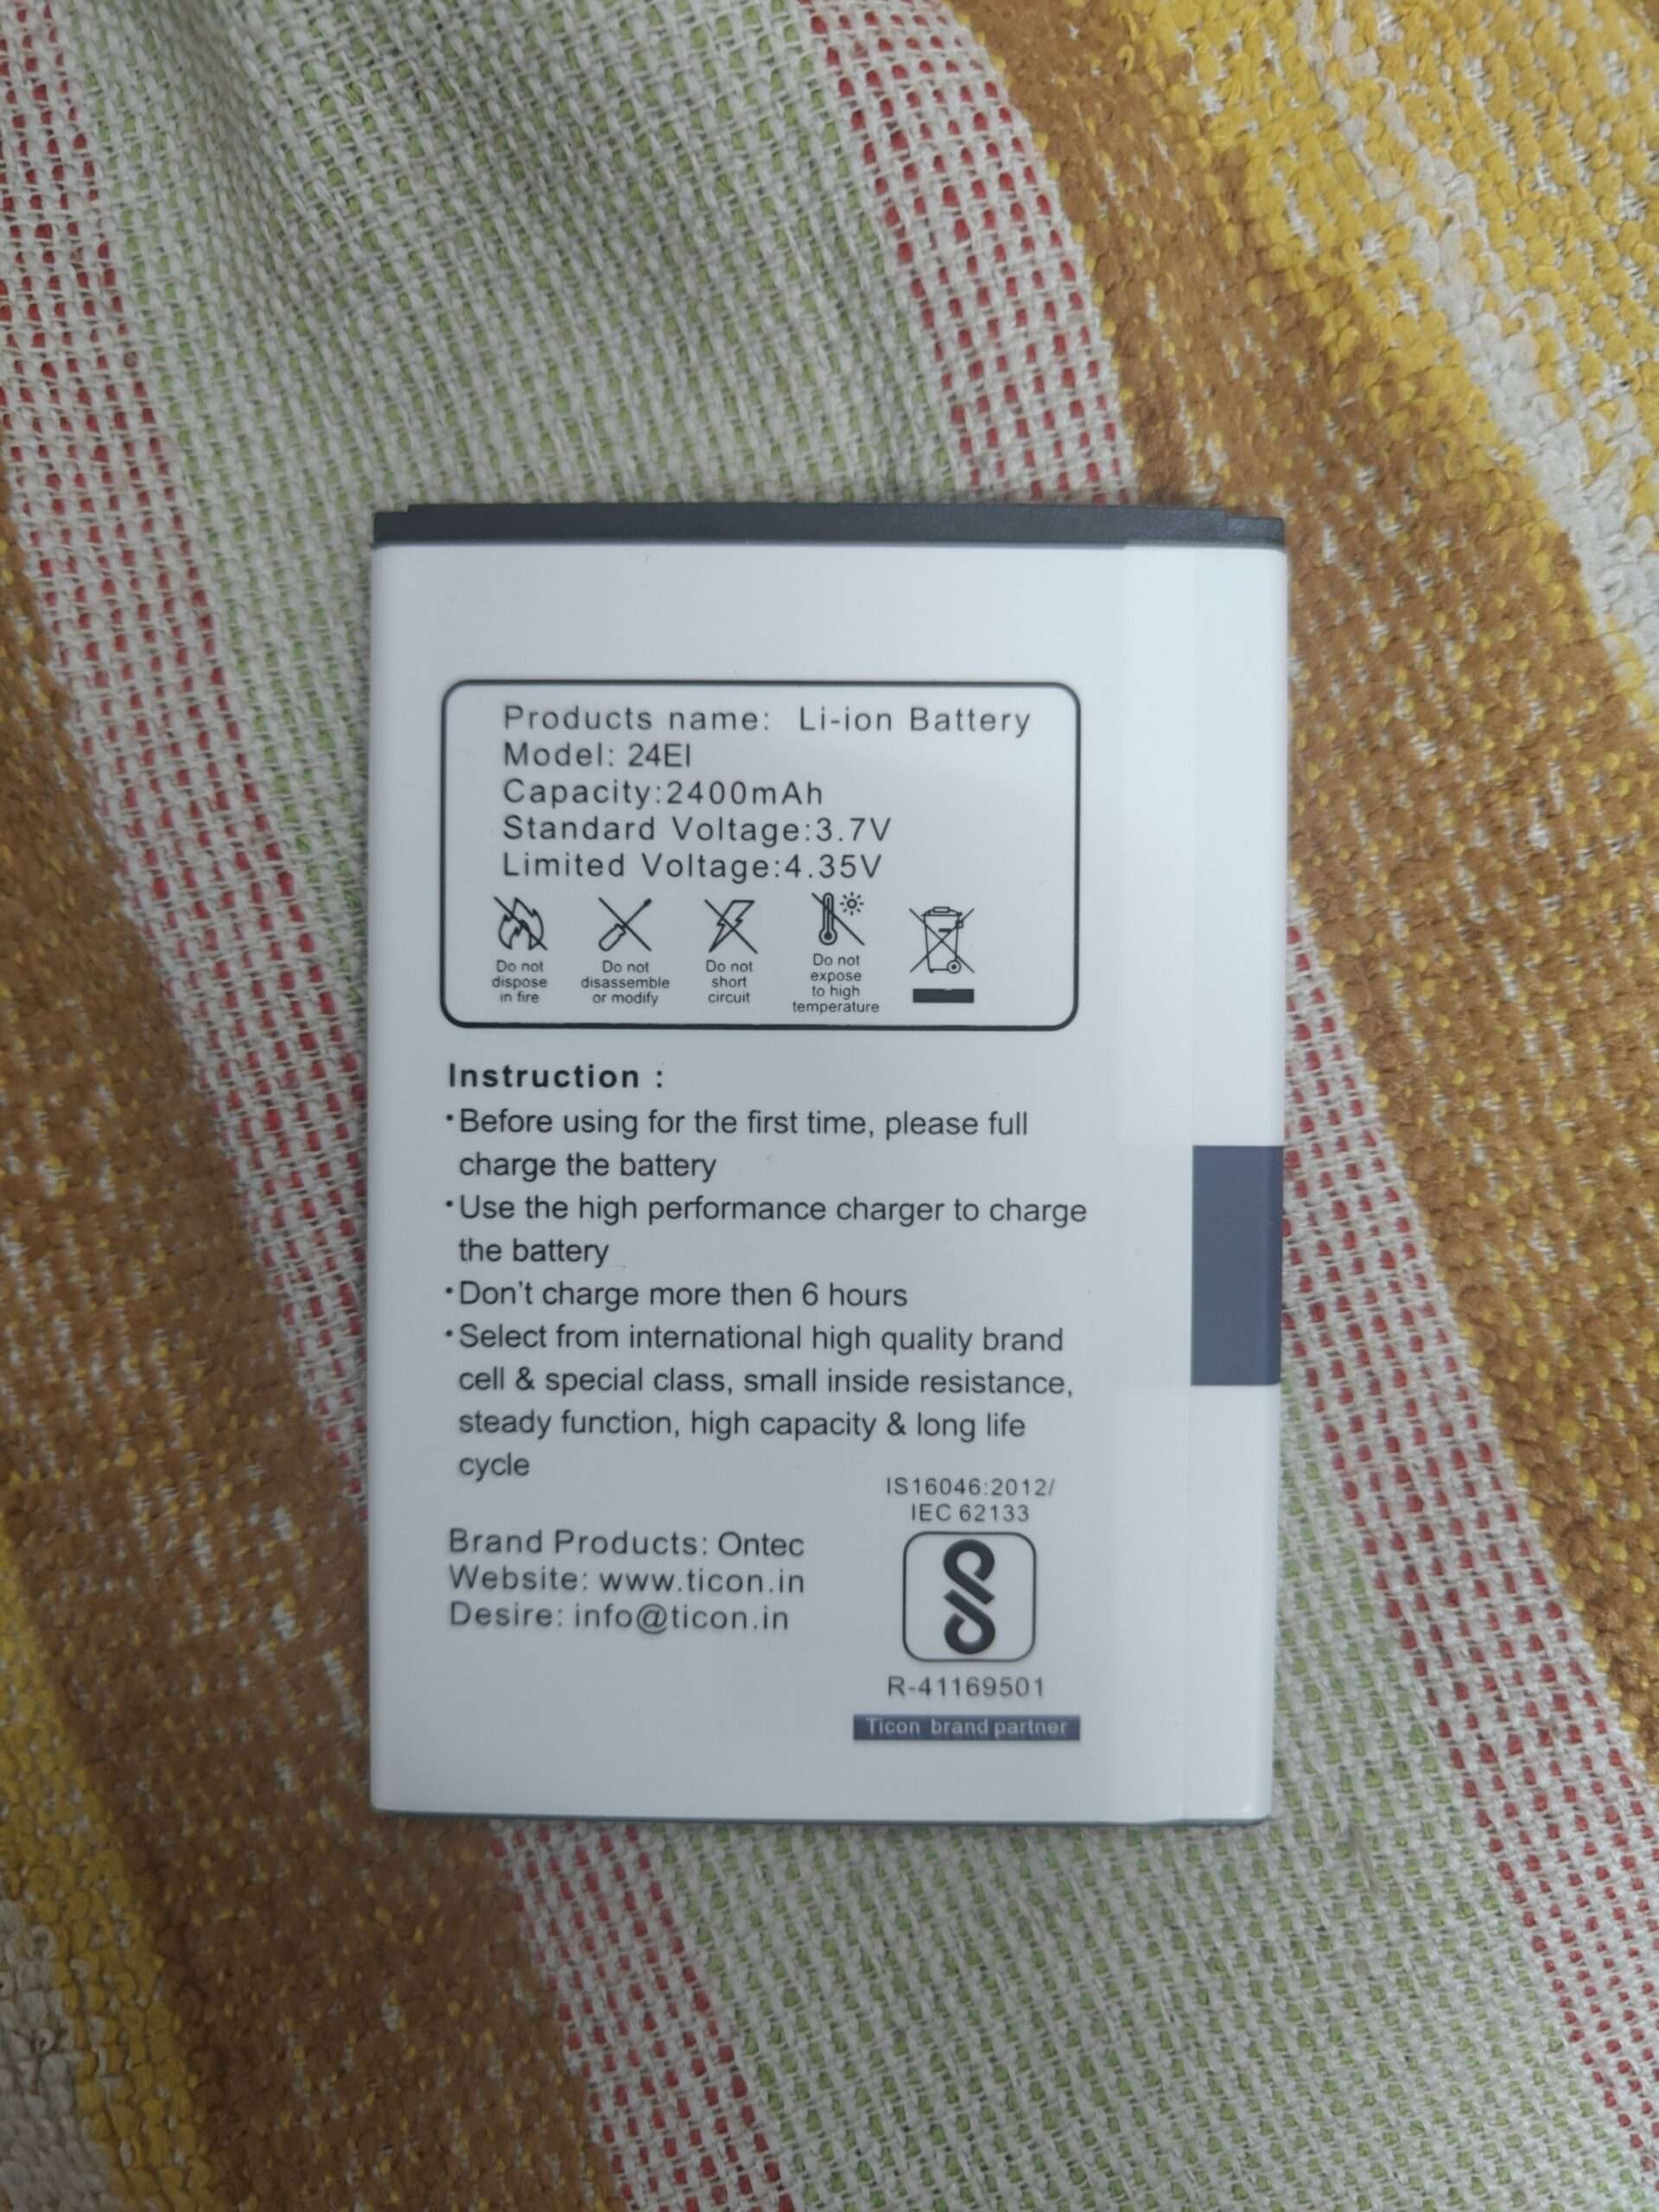 Products name: Li-ion Battery
Model: 24EI
Capacity:2400mAh
Standard Voltage:3.7V
Limited Voltage:4.35V
Do not
dispose
in fire
Do not
disassemble
or modify
Do not
short
circuit
Do not
expose
to high
temperature
Instruction :
•Before using for the first time, please full
charge the battery
•Use the high performance charger to charge
the battery
•Don't charge more then 6 hours
•Select from international high quality brand
cell & special class, small inside resistance,
steady function, high capacity & long life
cycle
IS16046:2012/
IEC 62133
Brand Products: Ontec
Website: www.ticon.in
Desire: info@ticon.in
R-41169501
Ticon brand partner